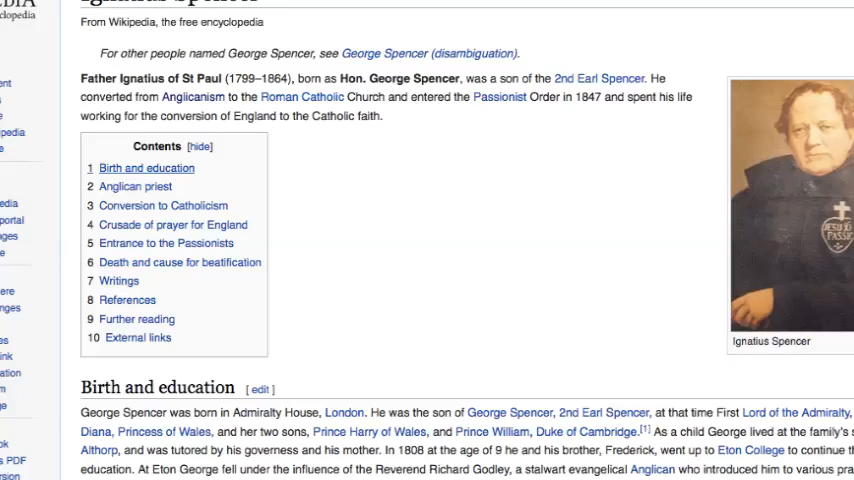 clopedia
From Wikipedia, the free encyclopedia
For other people named George Spencer, see George Spencer (disambiguation).
Father Ignatius of St Paul (1799–1864), born as Hon. George Spencer, was a son of the 2nd Earl Spencer. He
converted from Anglicanism to the Roman Catholic Church and entered the Passionist Order in 1847 and spent his life
working for the conversion of England to the Catholic faith.
Contents [hide]
1 Birth and education
2 Anglican priest
3 Conversion to Catholicism
4 Crusade of prayer for England
5 Entrance to the Passionists
6 Death and cause for beatification
7 Writings
8 References
9 Further reading
10 External links
Ignatius Spencer
Birth and education [ edit ]
George Spencer was born in Admiralty House, London. He was the son of George Spencer, 2nd Earl Spencer, at that time First Lord of the Admiralty,
Diana, Princess of Wales, and her two sons, Prince Harry of Wales, and Prince William, Duke of Cambridge.[1] As a child George lived at the family's s
Althorp, and was tutored by his governess and his mother. In 1808 at the age of 9 he and his brother, Frederick, went up to Eton College to continue th
education. At Eton George fell under the influence of the Reverend Richard Godley, a stalwart evangelical Anglican who introduced him to various pra